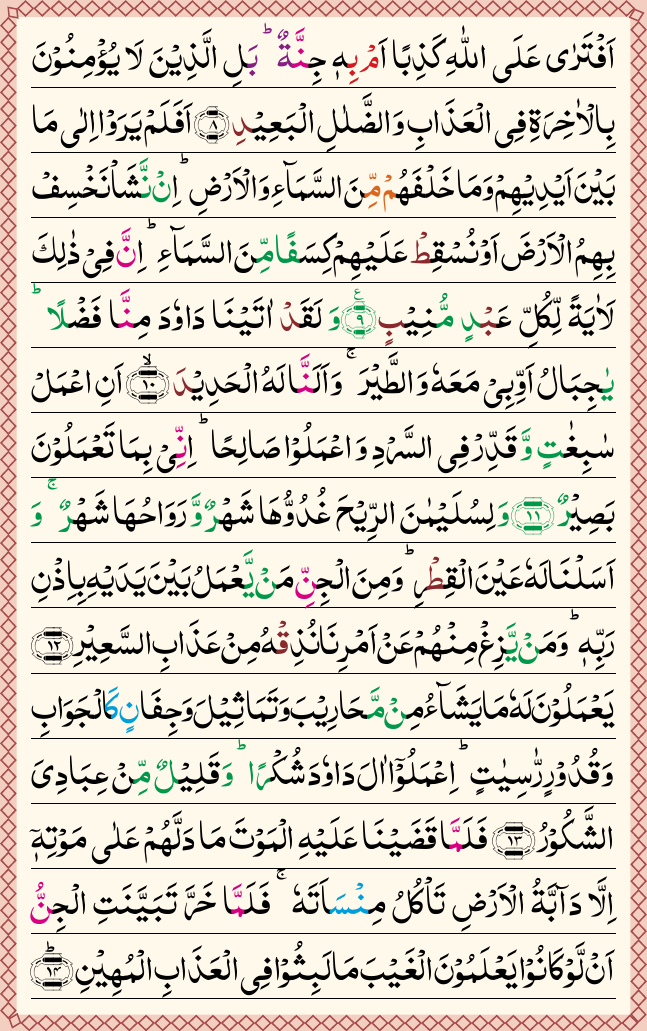 اَفْتَرٰى عَلَى اللّٰهِ كَذِبًا اَمْ بِهٖ جِنَّةٌ ؕ بَلِ الَّذِيْنَ لَا يُؤْمِنُوْنَ
بِالْاٰخِرَةِ فِى الْعَذَابِ وَالضَّلٰلِ الْبَعِيْدِ ﴿۸﴾ اَفَلَمْ يَرَوْا اِلٰى مَا
بَيْنَ اَيْدِيْهِمْ وَمَا خَلْفَهُمْ مِّنَ السَّمَآءِ وَالْاَرْضِ ؕ اِنْ نَّشَاْ نَخْسِفْ
بِهِمُ الْاَرْضَ اَوْ نُسْقِطْ عَلَيْهِمْ كِسَفًا مِّنَ السَّمَآءِ ؕ اِنَّ فِىْ ذٰلِكَ
لَاٰيَةً لِّكُلِّ عَبْدٍ مُّنِيْبٍ ﴿۹﴾ وَ لَقَدْ اٰتَيْنَا دَاوٗدَ مِنَّا فَضْلًا ؕ
يٰجِبَالُ اَوِّبِىْ مَعَهٗ وَالطَّيْرَ ۚ وَاَلَنَّا لَهُ الْحَدِيْدَ ﴿۱۰﴾ۙ اَنِ اعْمَلْ
سٰبِغٰتٍ وَّ قَدِّرْ فِى السَّرْدِ وَاعْمَلُوْا صَالِحًا ؕ اِنِّىْ بِمَا تَعْمَلُوْنَ
بَصِيْرٌ ﴿۱۱﴾ وَ لِسُلَيْمٰنَ الرِّيْحَ غُدُوُّهَا شَهْرٌ وَّ رَوَاحُهَا شَهْرٌ ۚ وَ
اَسَلْنَا لَهٗ عَيْنَ الْقِطْرِ ؕ وَمِنَ الْجِنِّ مَنْ يَّعْمَلُ بَيْنَ يَدَيْهِ بِاِذْنِ
رَبِّهٖ ؕ وَمَنْ يَّزِغْ مِنْهُمْ عَنْ اَمْرِنَا نُذِقْهُ مِنْ عَذَابِ السَّعِيْرِ ﴿۱۲﴾
يَعْمَلُوْنَ لَهٗ مَا يَشَآءُ مِنْ مَّحَارِيْبَ وَتَمَاثِيْلَ وَجِفَانٍ كَالْجَوَابِ
وَقُدُوْرٍ رّٰسِيٰتٍ ؕ اِعْمَلُوْۤا اٰلَ دَاوٗدَ شُكْرًا ؕ وَ قَلِيْلٌ مِّنْ عِبَادِىَ
الشَّكُوْرُ ﴿۱۳﴾ فَلَمَّا قَضَيْنَا عَلَيْهِ الْمَوْتَ مَا دَلَّهُمْ عَلٰى مَوْتِهٖۤ
اِلَّا دَآبَّةُ الْاَرْضِ تَاْكُلُ مِنْسَاَتَهٗ ۚ فَلَمَّا خَرَّ تَبَيَّنَتِ الْجِنُّ
اَنْ لَّوْ كَانُوْا يَعْلَمُوْنَ الْغَيْبَ مَا لَبِثُوْا فِى الْعَذَابِ الْمُهِيْنِ ﴿۱۴﴾ؕ